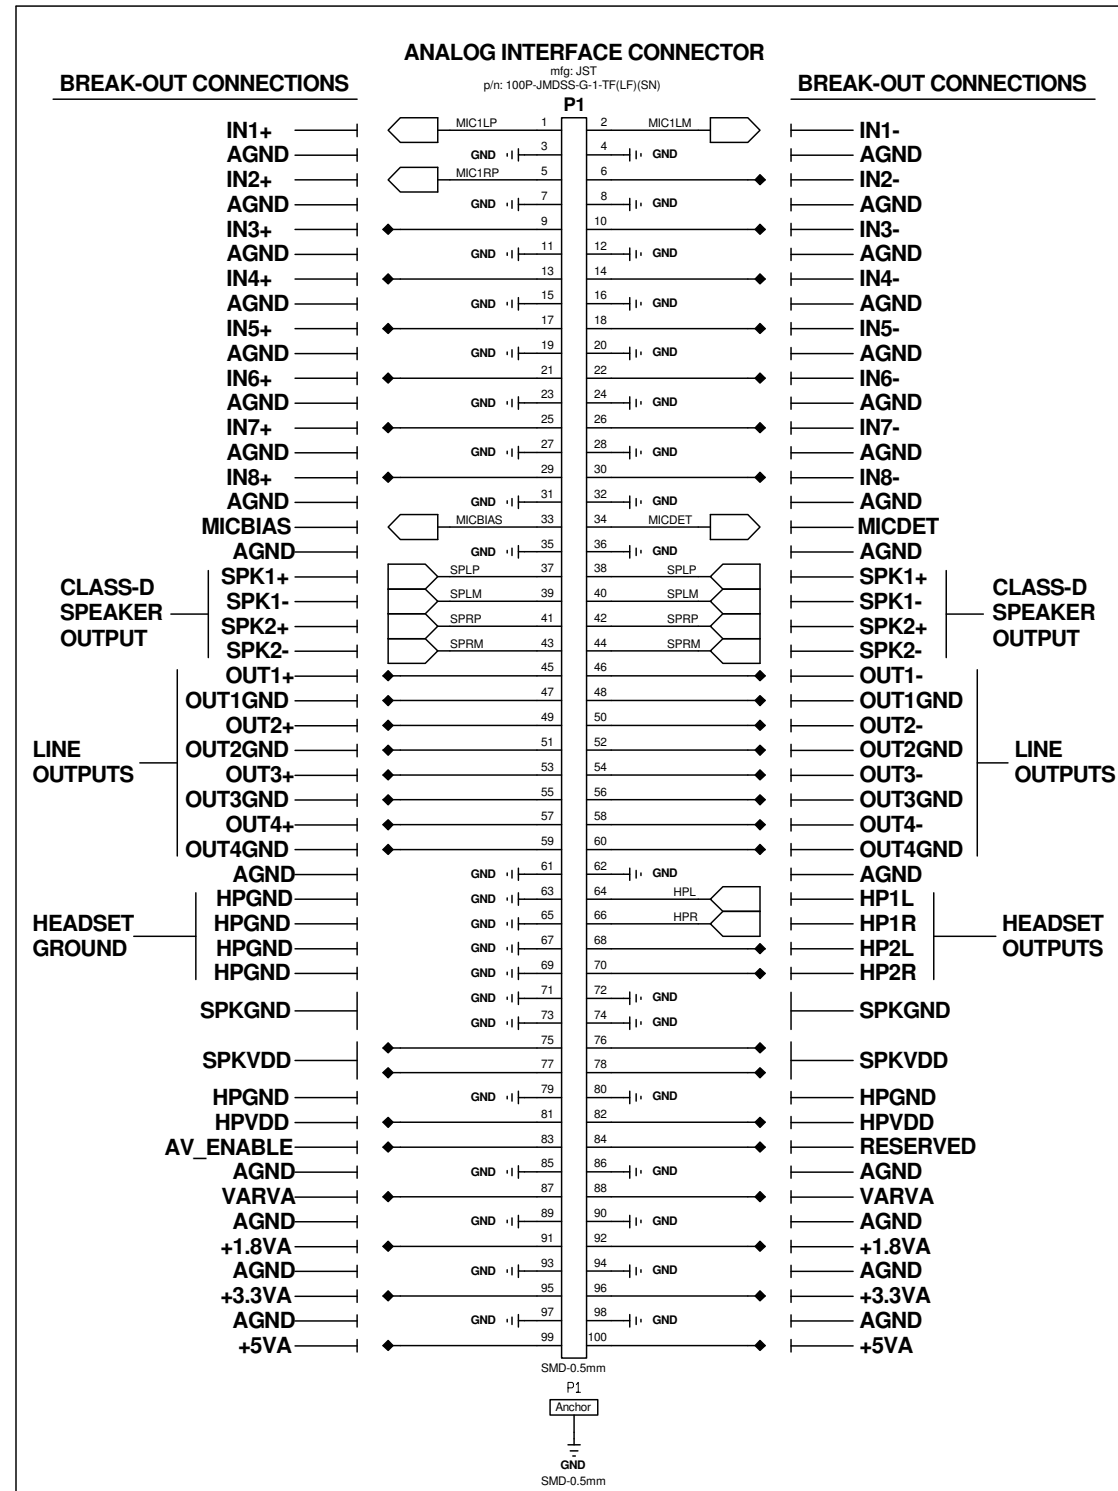 ANALOG INTERFACE CONNECTOR
mfg: JST
p/n: 100P-JMDSS-G-1-TF(LF)(SN)
BREAK-OUT CONNECTIONS P1 BREAK-OUT CONNECTIONS
IN1+ MIC1LP 1 2 MIC1LM IN1-
AGND GND 3 4 GND AGND
IN2+ MIC1RP 5 6 IN2-
AGND GND 7 8 GND AGND
IN3+ 9 10 IN3-
AGND GND 11 12 GND AGND
IN4+ 13 14 IN4-
AGND GND 15 16 GND AGND
IN5+ 17 18 IN5-
AGND GND 19 20 GND AGND
IN6+ 21 22 IN6-
AGND GND 23 24 GND AGND
IN7+ 25 26 IN7-
AGND GND 27 28 GND AGND
IN8+ 29 30 IN8-
AGND GND 31 32 GND AGND
MICBIAS MICBIAS 33 34 MICDET MICDET
AGND GND 35 36 GND AGND
CLASS-D SPEAKER OUTPUT
SPK1+ SPLP 37 38 SPLP SPK1+
SPK1- SPLM 39 40 SPLM SPK1-
SPK2+ SPRP 41 42 SPRP SPK2+
SPK2- SPRM 43 44 SPRM SPK2-
CLASS-D SPEAKER OUTPUT
LINE OUTPUTS
OUT1+ 45 46 OUT1-
OUT1GND 47 48 OUT1GND
OUT2+ 49 50 OUT2-
OUT2GND 51 52 OUT2GND
OUT3+ 53 54 OUT3-
OUT3GND 55 56 OUT3GND
OUT4+ 57 58 OUT4-
OUT4GND 59 60 OUT4GND
LINE OUTPUTS
AGND GND 61 62 GND AGND
HEADSET GROUND
HPGND GND 63 64 HPL HP1L
HPGND GND 65 66 HPR HP1R
HPGND GND 67 68 HP2L
HPGND GND 69 70 HP2R
HEADSET OUTPUTS
SPKGND GND 71 72 GND SPKGND
GND 73 74 GND
SPKVDD 75 76 SPKVDD
77 78
HPGND GND 79 80 GND HPGND
HPVDD 81 82 HPVDD
AV_ENABLE 83 84 RESERVED
AGND GND 85 86 GND AGND
VARVA 87 88 VARVA
AGND GND 89 90 GND AGND
+1.8VA 91 92 +1.8VA
AGND GND 93 94 GND AGND
+3.3VA 95 96 +3.3VA
AGND GND 97 98 GND AGND
+5VA 99 100 +5VA
SMD-0.5mm
P1
Anchor
GND
SMD-0.5mm